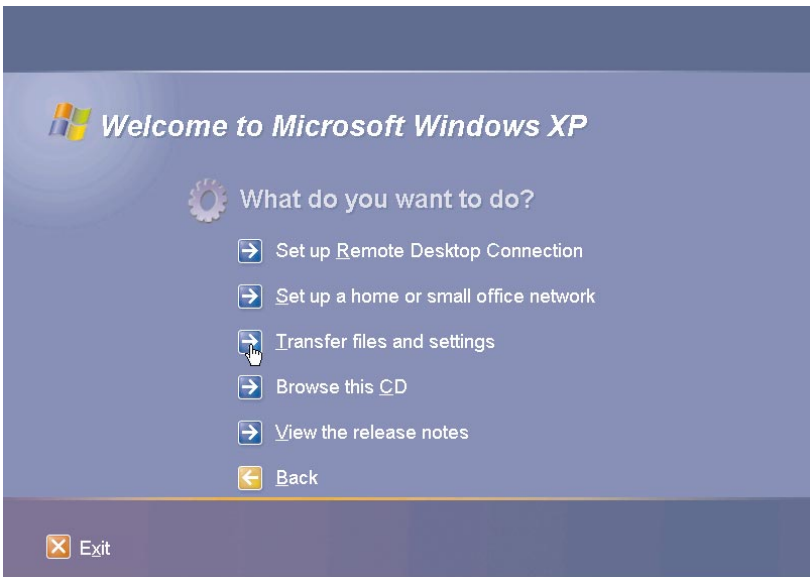 Welcome to Microsoft Windows XP
What do you want to do?
Set up Remote Desktop Connection
Set up a home or small office network
Transfer files and settings
Browse this CD
View the release notes
Back
Exit